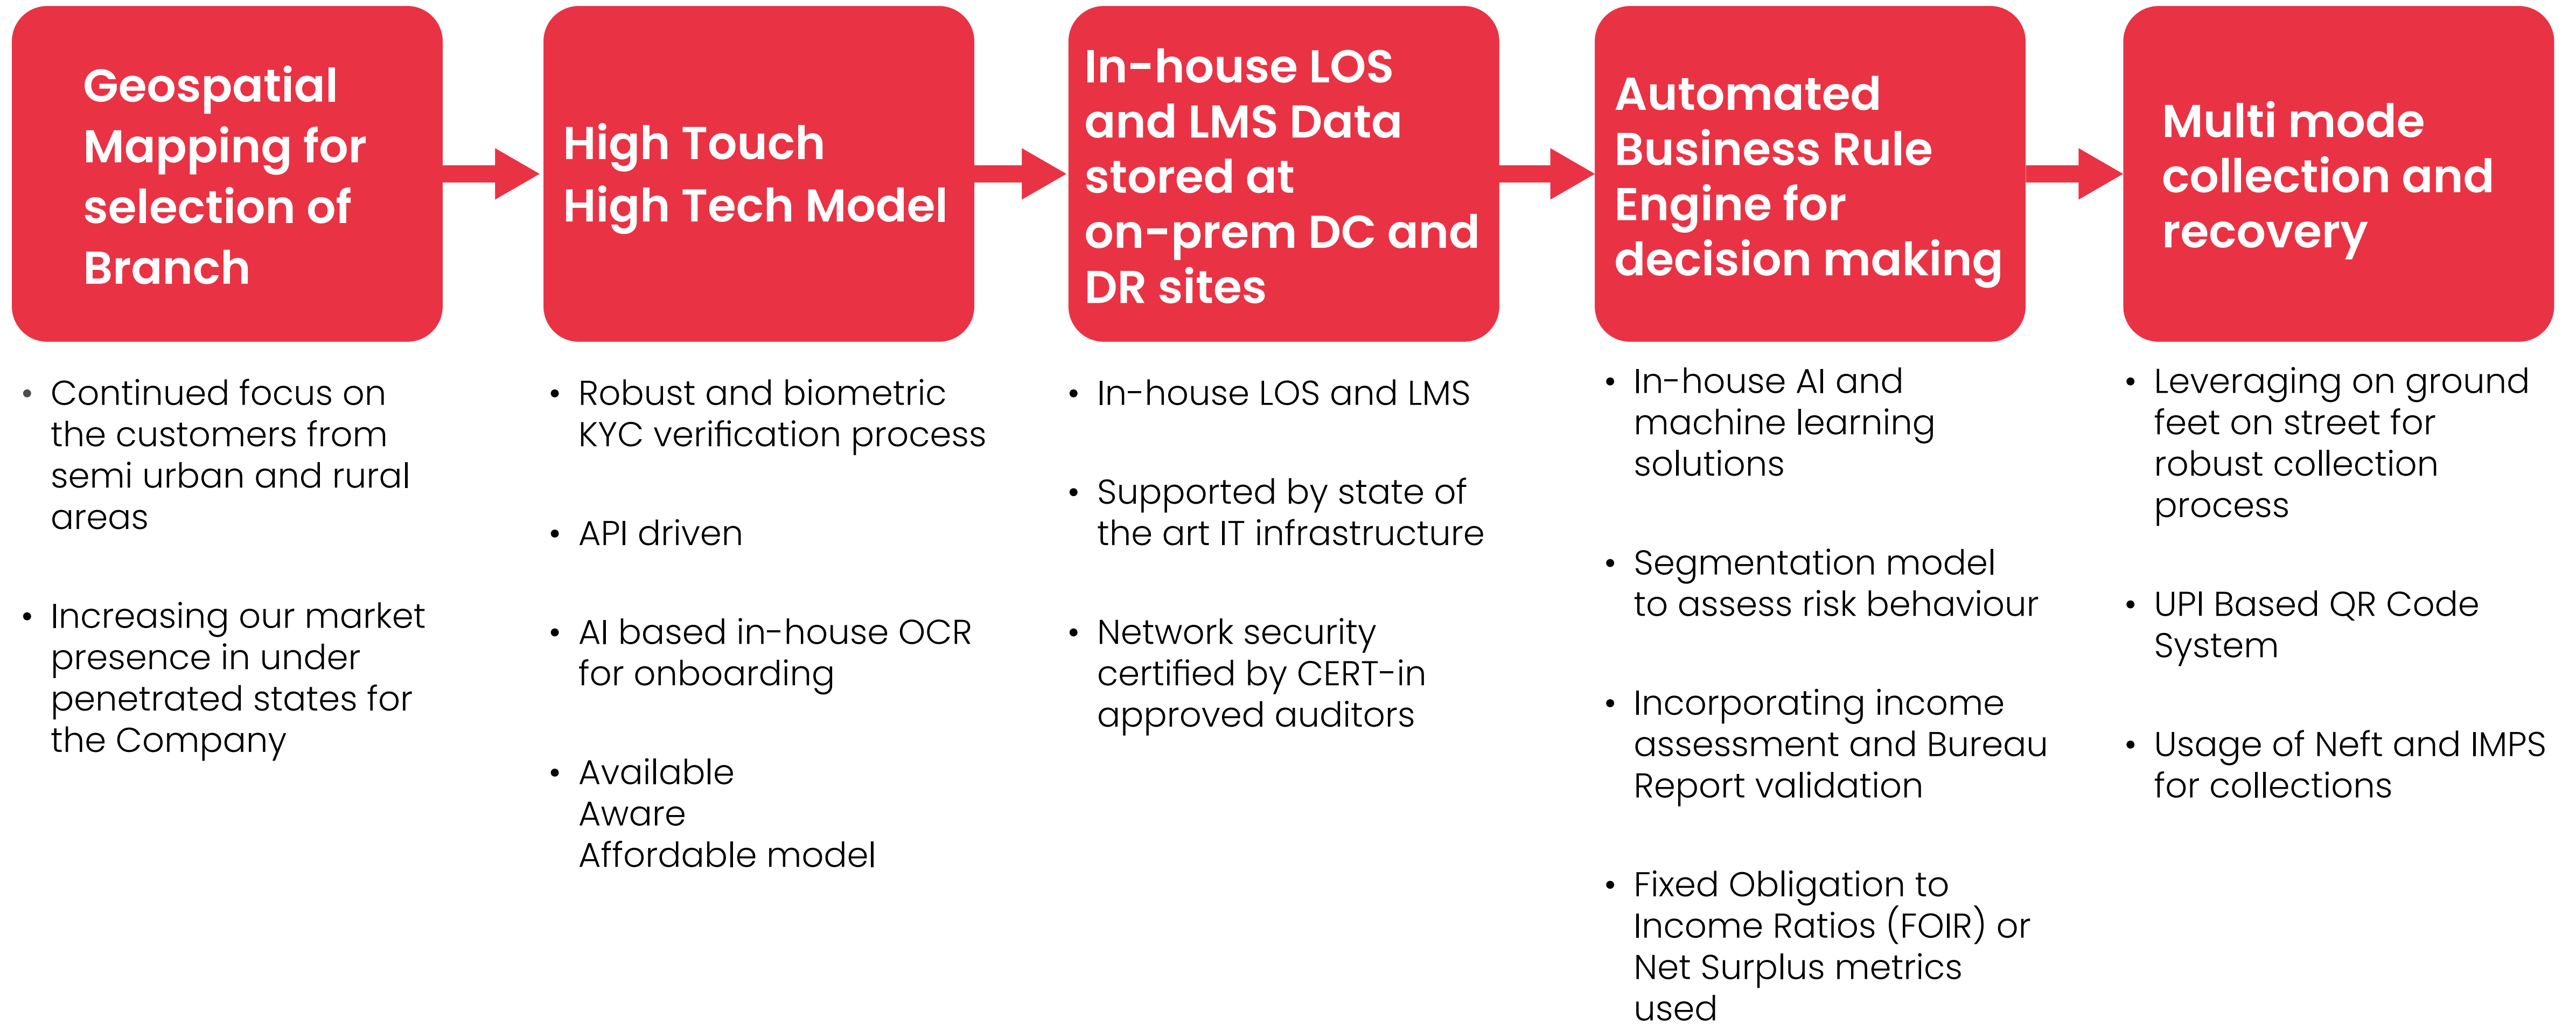 Geospatial
Mapping for
selection of
Branch
High Touch
High Tech Model
In-house LOS
and LMS Data
stored at
on-prem DC and
DR sites
Automated
Business Rule
Engine for
decision making
Multi mode
collection and
recovery
• Continued focus on
the customers from
semi urban and rural
areas
• Increasing our market
presence in under
penetrated states for
the Company
• Robust and biometric
KYC verification process
• API driven
• AI based in-house OCR
for onboarding
• Available
Aware
Affordable model
• In-house LOS and LMS
• Supported by state of
the art IT infrastructure
• Network security
certified by CERT-in
approved auditors
• In-house AI and
machine learning
solutions
• Segmentation model
to assess risk behaviour
• Incorporating income
assessment and Bureau
Report validation
• Fixed Obligation to
Income Ratios (FOIR) or
Net Surplus metrics
used
• Leveraging on ground
feet on street for
robust collection
process
• UPI Based QR Code
System
• Usage of Neft and IMPS
for collections